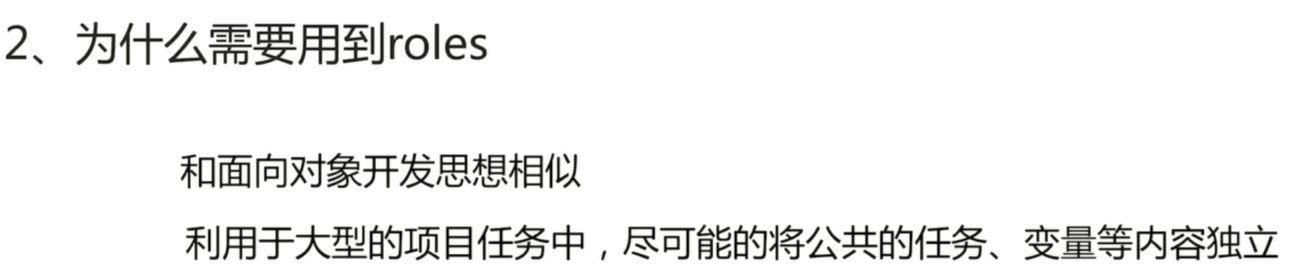 2、为什么需要用到roles
和面向对象开发思想相似
利用于大型的项目任务中，尽可能的将公共的任务、变量等内容独立